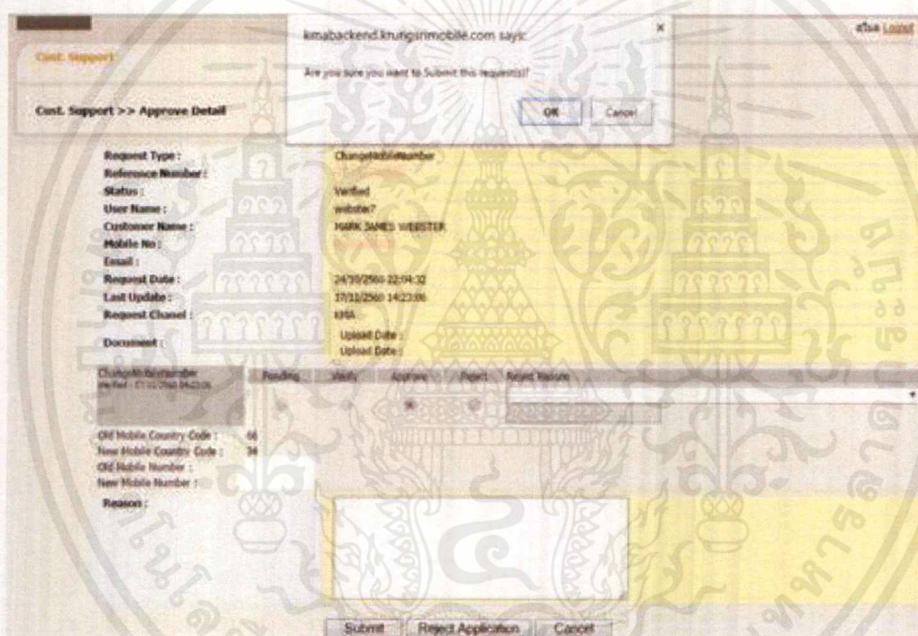 kmabackend.krungsrimobile.com says:
Are you sure you want to Submit this request(s)?
OK Cancel
Logout
Cust. Support
Cust. Support >> Approve Detail
Request Type : ChangeMobileNumber
Reference Number :
Status : Verified
User Name : webster7
Customer Name : MARK JAMES WEBSTER
Mobile No :
Email :
Request Date : 24/10/2560 22:04:32
Last Update : 17/11/2560 14:23:06
Request Chanel : KMA
Document : Upload Date :
Upload Date :
ChangeMobileNumber Pending Verify Approve Reject Reject Reason
Old Mobile Country Code : 66
New Mobile Country Code : 34
Old Mobile Number :
New Mobile Number :
Reason :
Submit Reject Application Cancel